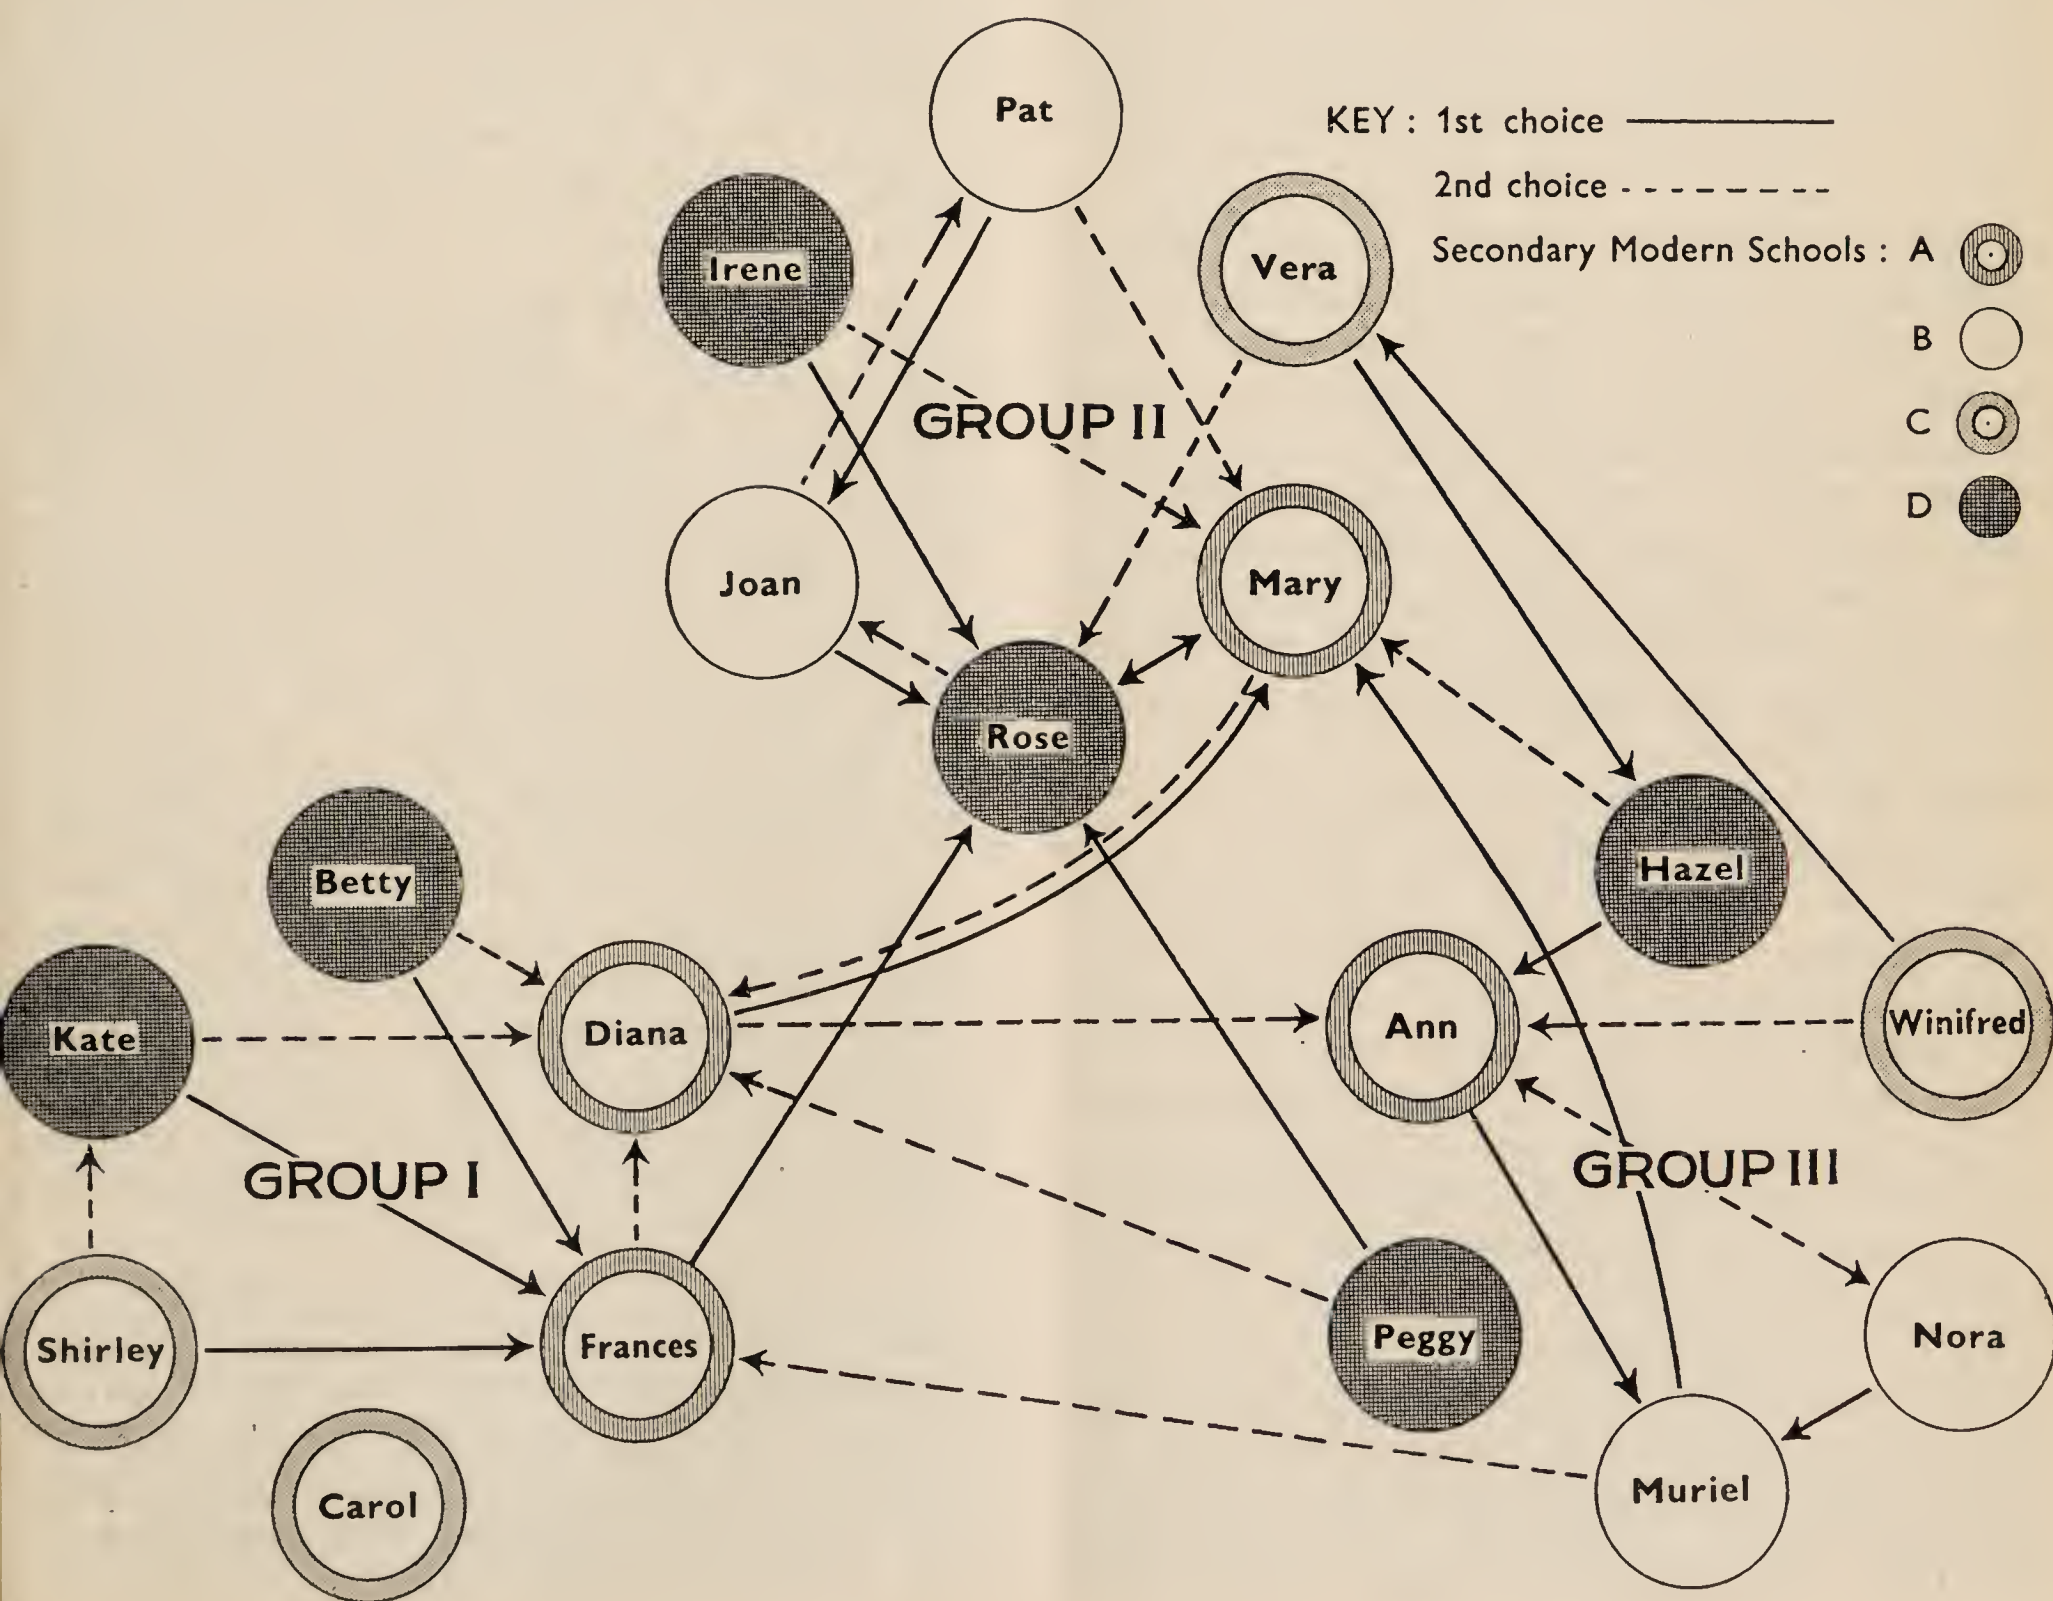 Pat
KEY : 1st choice
2nd choice
Secondary Modern Schools : A
B
C
D
Irene
Vera
GROUP II
Joan
Mary
Rose
Betty
Hazel
Kate
Diana
Ann
Winifred
GROUP I
GROUP III
Shirley
Frances
Peggy
Nora
Carol
Muriel